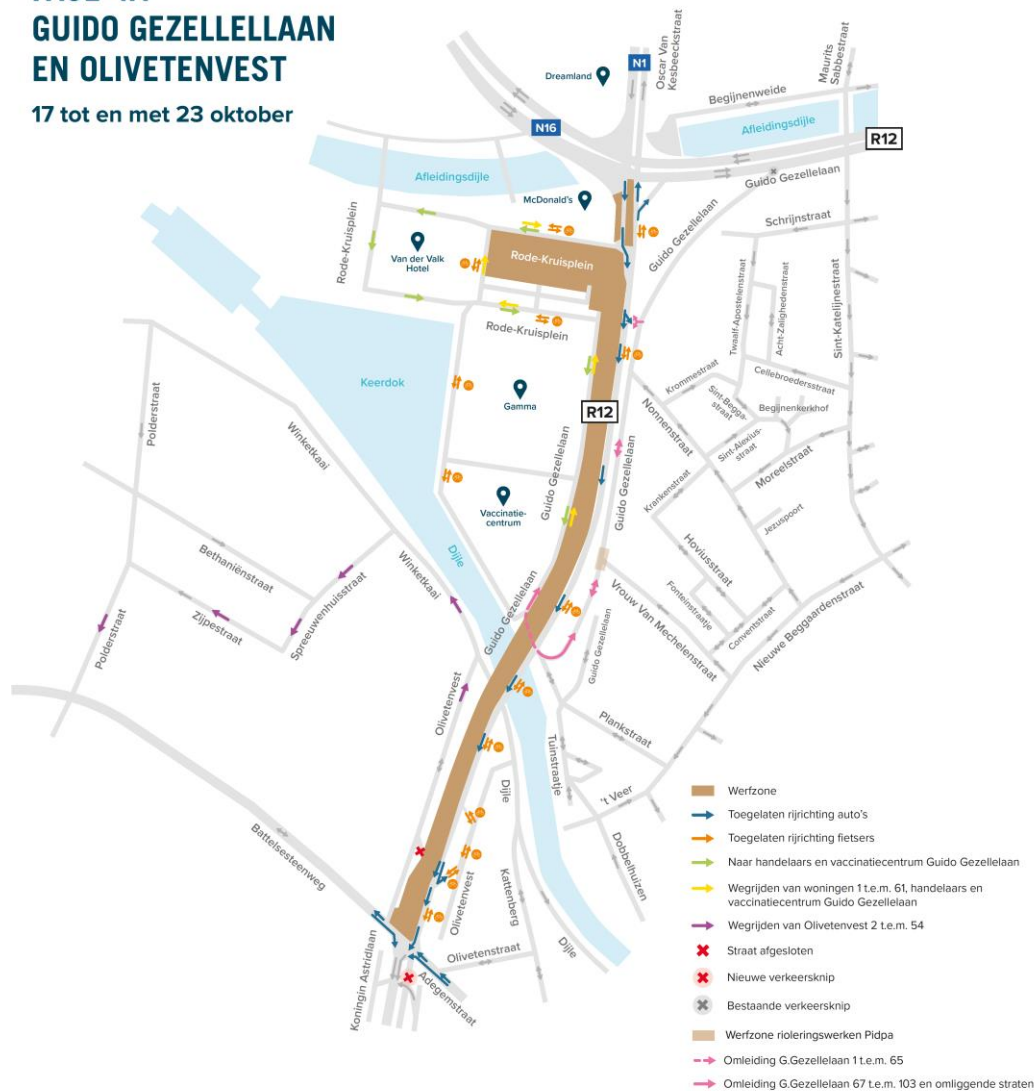 GUIDO GEZELLELLAAN
EN OLIVETENVEST
17 tot en met 23 oktober
Dreamland
N1
Oscar Van
Kesbeeckstraat
Maurits
Sabbestraat
Begijnenweide
N16
Afleidingsdijle
R12
Afleidingsdijle
Guido Gezellelaan
McDonald's
Schrijnstraat
Rode-Kruisplein
Van der Valk
Hotel
Rode-Kruisplein
Guido Gezellelaan
Twaalf-Apostelenstraat
Acht-Zalighedenstraat
Sint-Katelijnestraat
Rode-Kruisplein
Keerdok
Krommestraat
Cellebroedersstraat
Sint-Begga-
straat
Begijnenkerkhof
Gamma
R12
Nonnenstraat
Sint-Alexius-
straat
Moreelstraat
Polderstraat
Winketkaai
Guido Gezellelaan
Guido Gezellelaan
Krankenstraat
Vaccinatie-
centrum
Jezuspoort
Bethaniënstraat
Dijle
Hoviusstraat
Winketkaai
Spreeuwenhuisstraat
Zijpestraat
Polderstraat
Guido Gezellelaan
Vrouw Van Mechelenstraat
Fonteinstraatje
Conventstraat
Nieuwe Beggaardenstraat
Guido Gezellelaan
Olivetenvest
Plankstraat
Tuinstraatje
Dijle
't Veer
Dobbelhuizen
Battelsesteenweg
Kattenberg
Olivetenvest
Dijle
Olivetenstraat
Koningin Astridlaan
Adegemstraat
Werfzone
Toegelaten rijrichting auto's
Toegelaten rijrichting fietsers
Naar handelaars en vaccinatiecentrum Guido Gezellelaan
Wegrijden van woningen 1 t.e.m. 61, handelaars en
vaccinatiecentrum Guido Gezellelaan
Wegrijden van Olivetenvest 2 t.e.m. 54
Straat afgesloten
Nieuwe verkeersknip
Bestaande verkeersknip
Werfzone rioleringswerken Pidpa
Omleiding G.Gezellelaan 1 t.e.m. 65
Omleiding G.Gezellelaan 67 t.e.m. 103 en omliggende straten